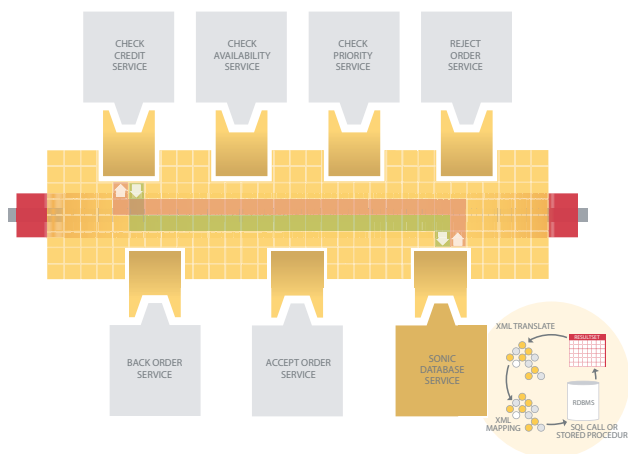 CHECK
CREDIT
SERVICE
CHECK
AVAILABILITY
SERVICE
CHECK
PRIORITY
SERVICE
REJECT
ORDER
SERVICE
BACK ORDER
SERVICE
ACCEPT ORDER
SERVICE
SONIC
DATABASE
SERVICE
XML TRANSLATE
RESULTSET
RDBMS
XML
MAPPING
SQL CALL OR
STORED PROCEDUR